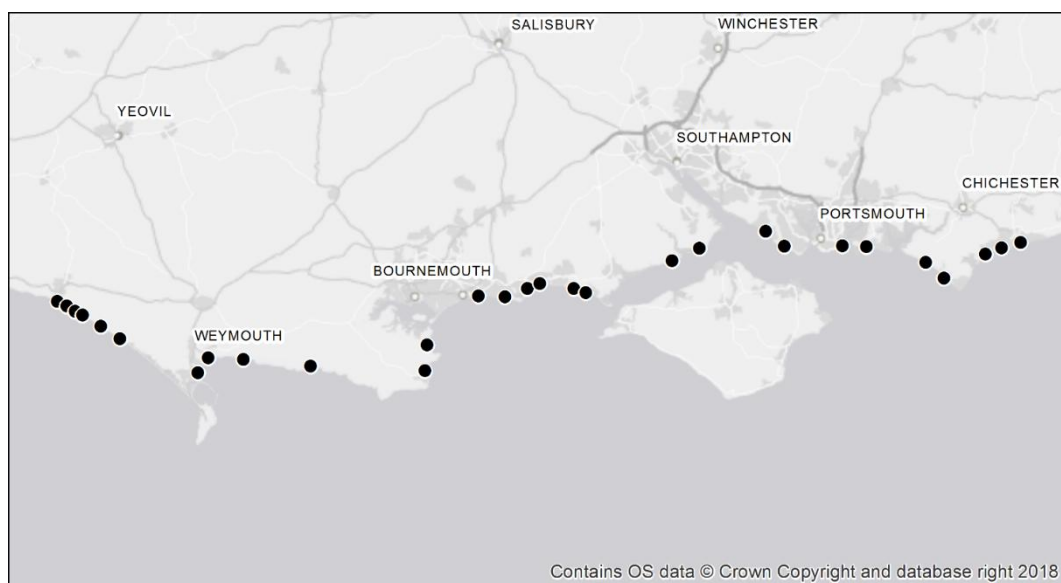 SALISBURY
WINCHESTER
YEOVIL
SOUTHAMPTON
CHICHESTER
PORTSMOUTH
BOURNEMOUTH
WEYMOUTH
Contains OS data © Crown Copyright and database right 2018